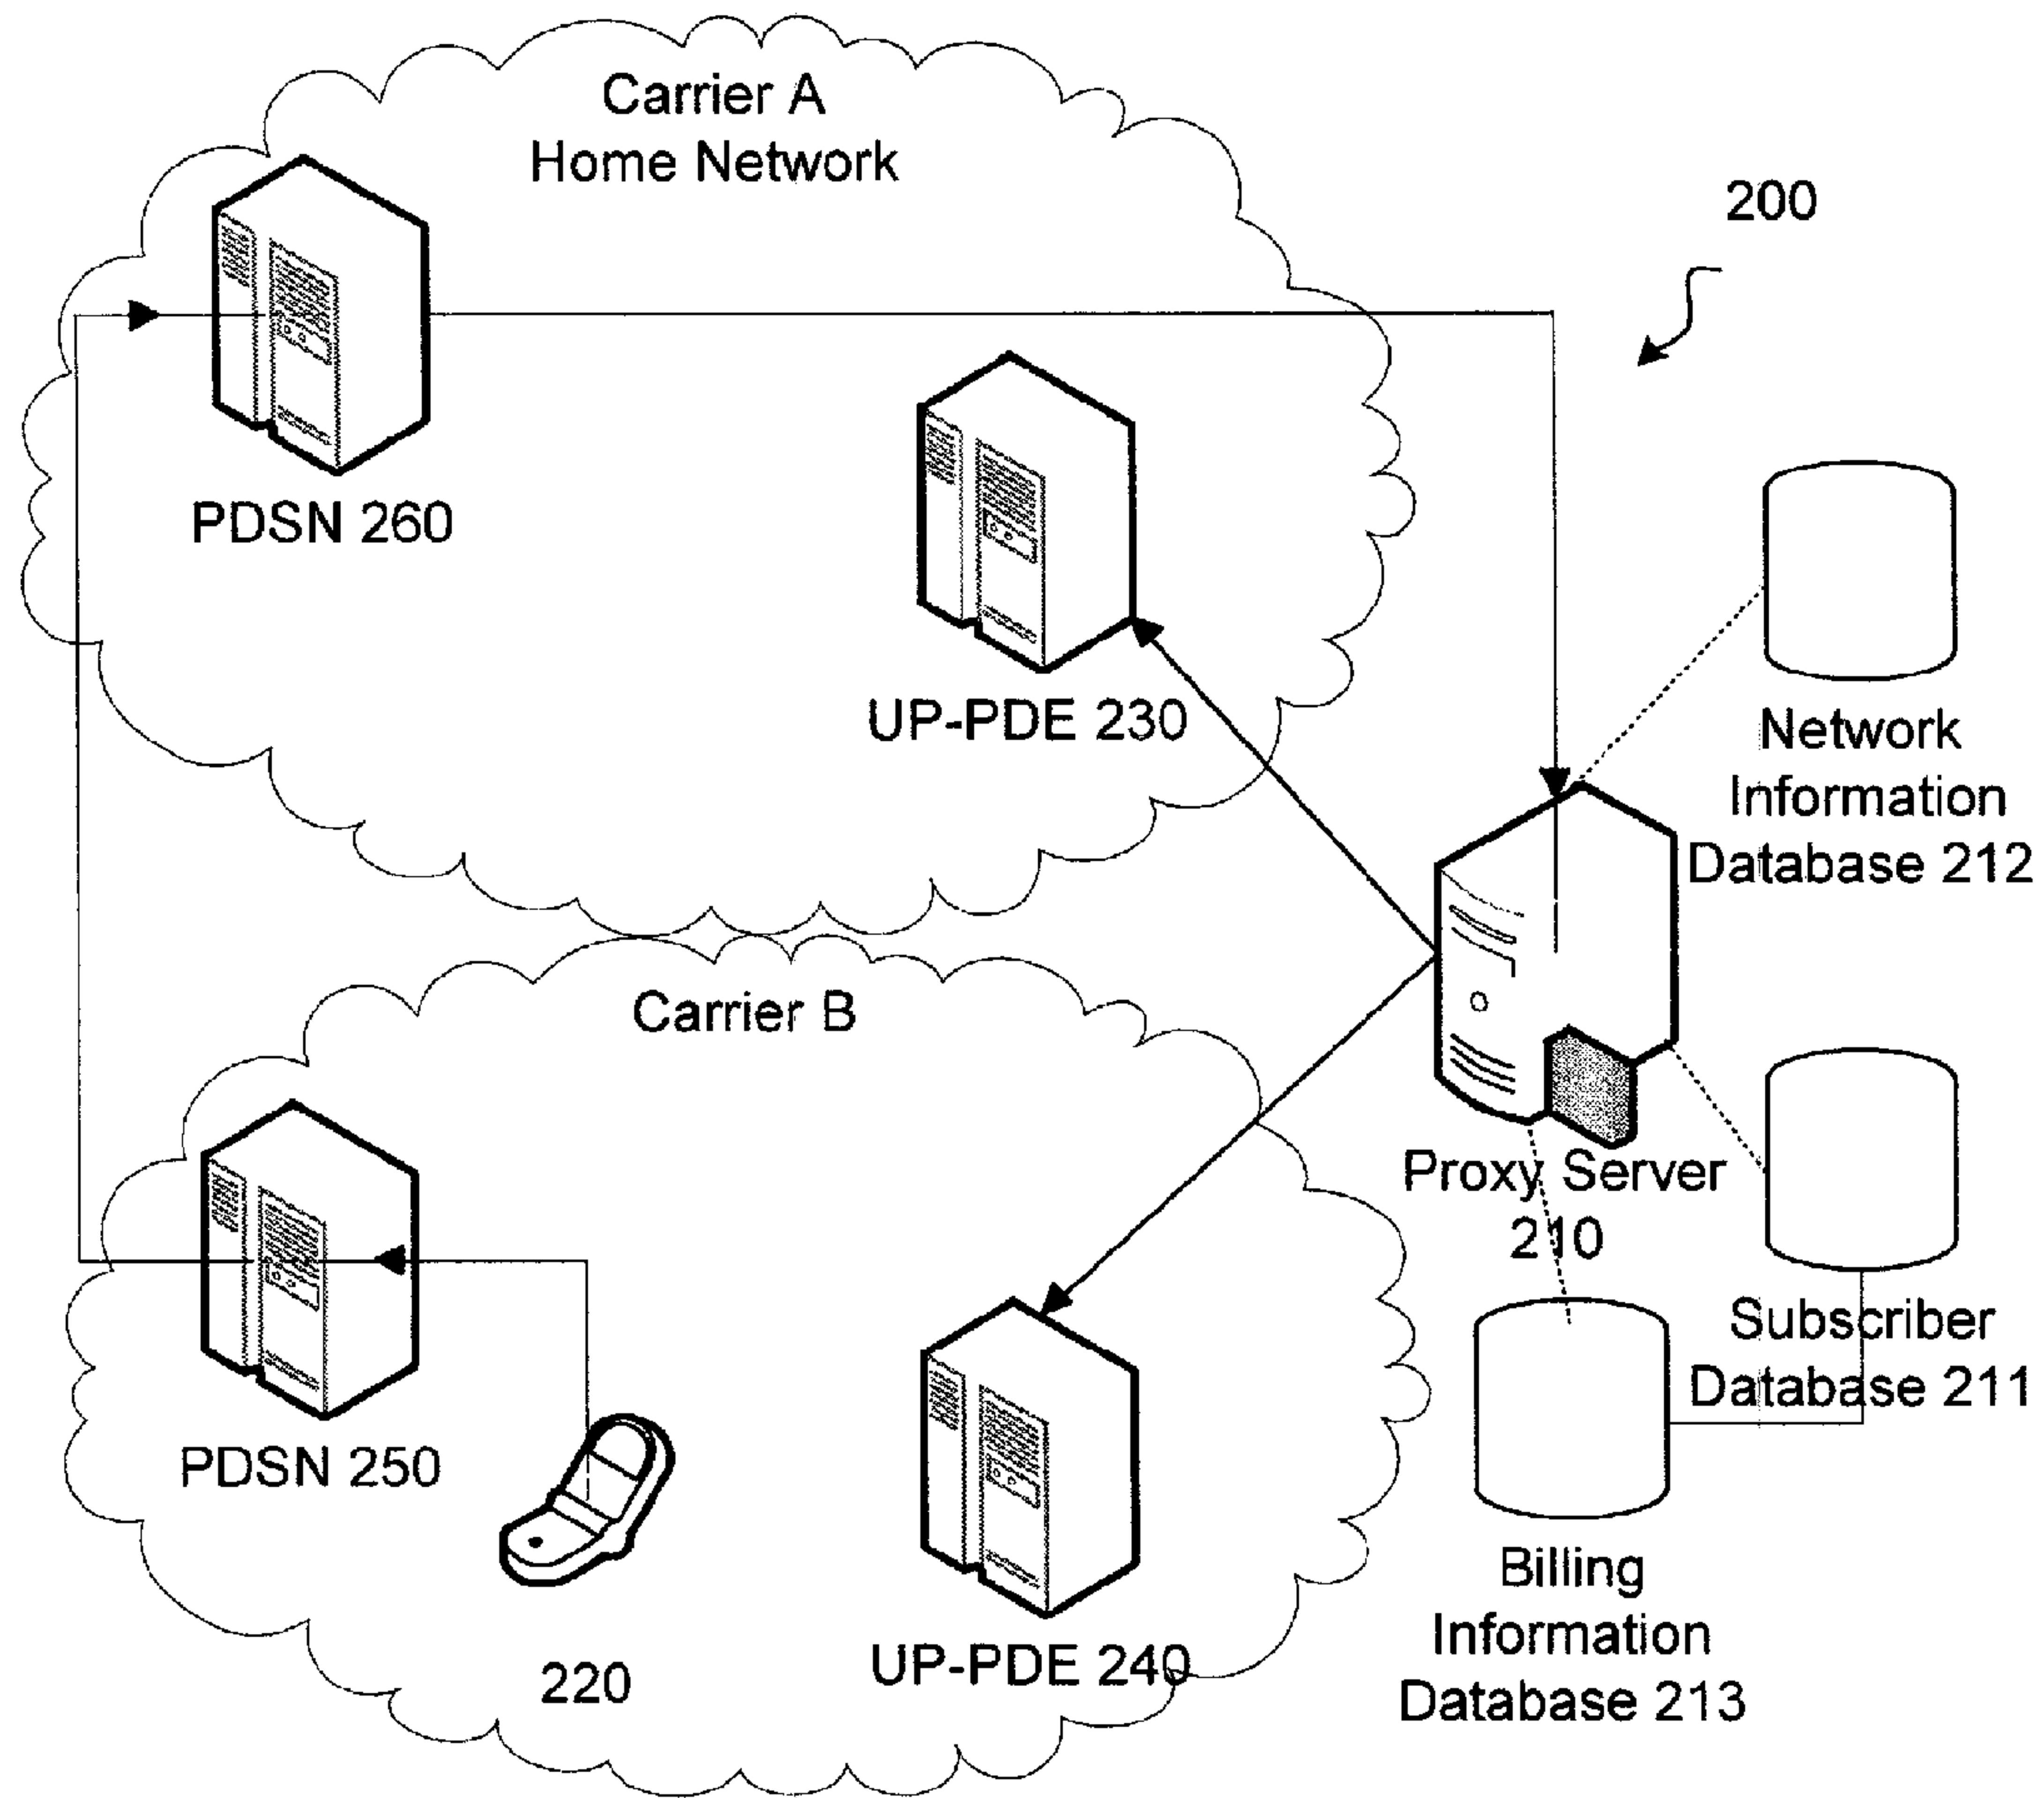 Carrier A
Home Network
200
PDSN 260
UP-PDE 230
Network
Information
Database 212
Carrier B
Proxy Server
210
Subscriber
Database 211
PDSN 250
220
UP-PDE 240
Billing
Information
Database 213